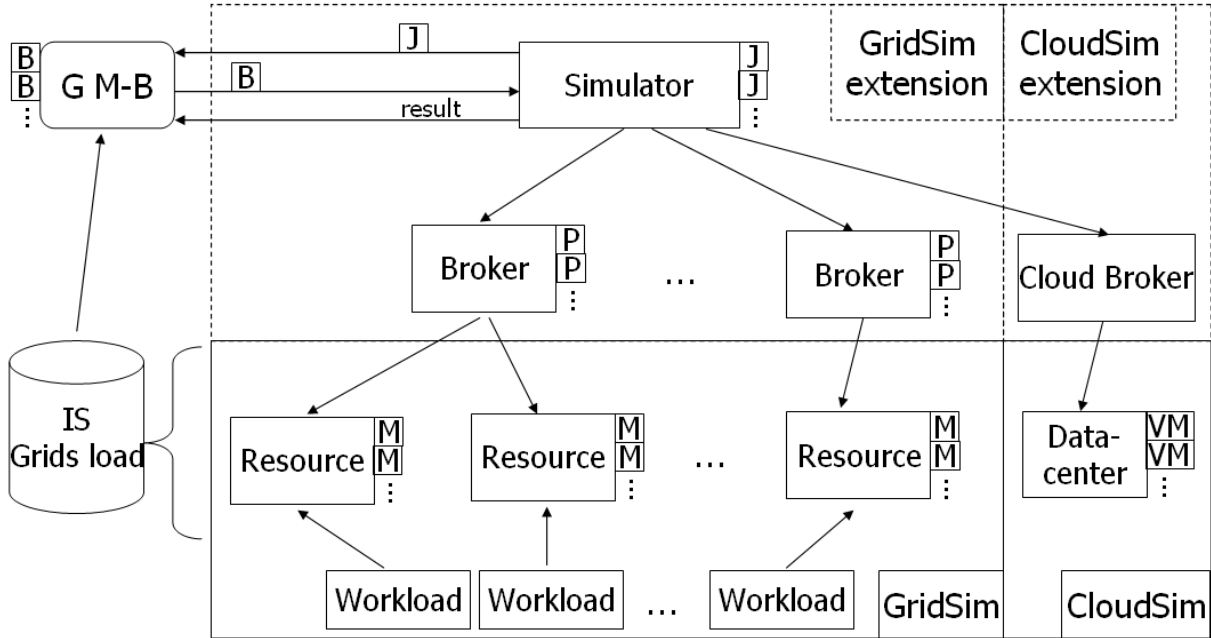 J
GridSim
extension
CloudSim
extension
B
B
⋮
G M-B
B
Simulator
J
J
⋮
result
Broker
P
P
⋮
...
Broker
P
P
⋮
Cloud Broker
IS
Grids load
Resource
M
M
⋮
Resource
M
M
⋮
...
Resource
M
M
⋮
Data-
center
VM
VM
⋮
Workload
Workload
...
Workload
GridSim
CloudSim